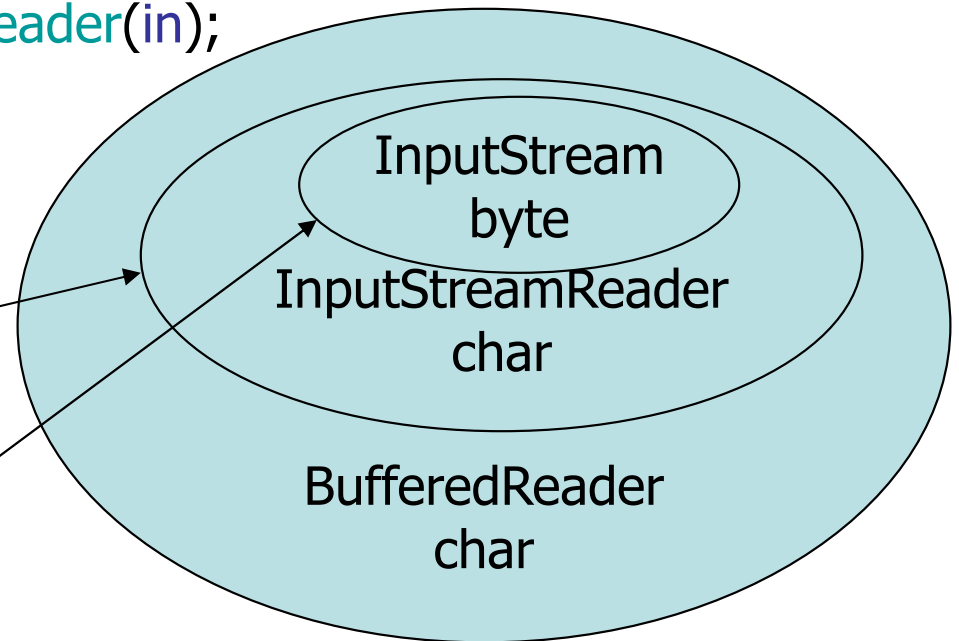 eader(in);
InputStream
byte
InputStreamReader
char
BufferedReader
char